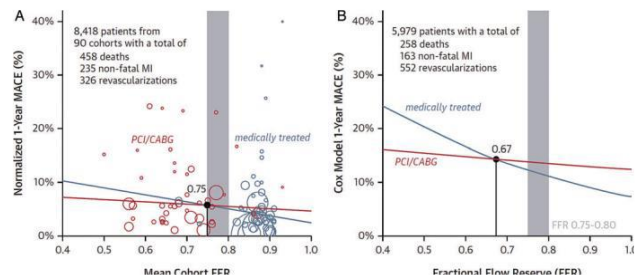 A
8,418 patients from
90 cohorts with a total of
458 deaths
235 non-fatal MI
326 revascularizations
Normalized 1-Year MACE
40%
30%
20%
10%
0%
PCI/CABG
medically treated
0.75
0.4 0.5 0.6 0.7 0.8 0.9 1.0
Mean Cohort FFR
B
5,979 patients with a total of
258 deaths
163 non-fatal MI
552 revascularizations
Cox Model 1-Year MACE
40%
30%
20%
10%
0%
medically treated
PCI/CABG
0.67
FFR 0.75-0.80
0.4 0.5 0.6 0.7 0.8 0.9 1.0
Fractional Flow Reserve (FFR)